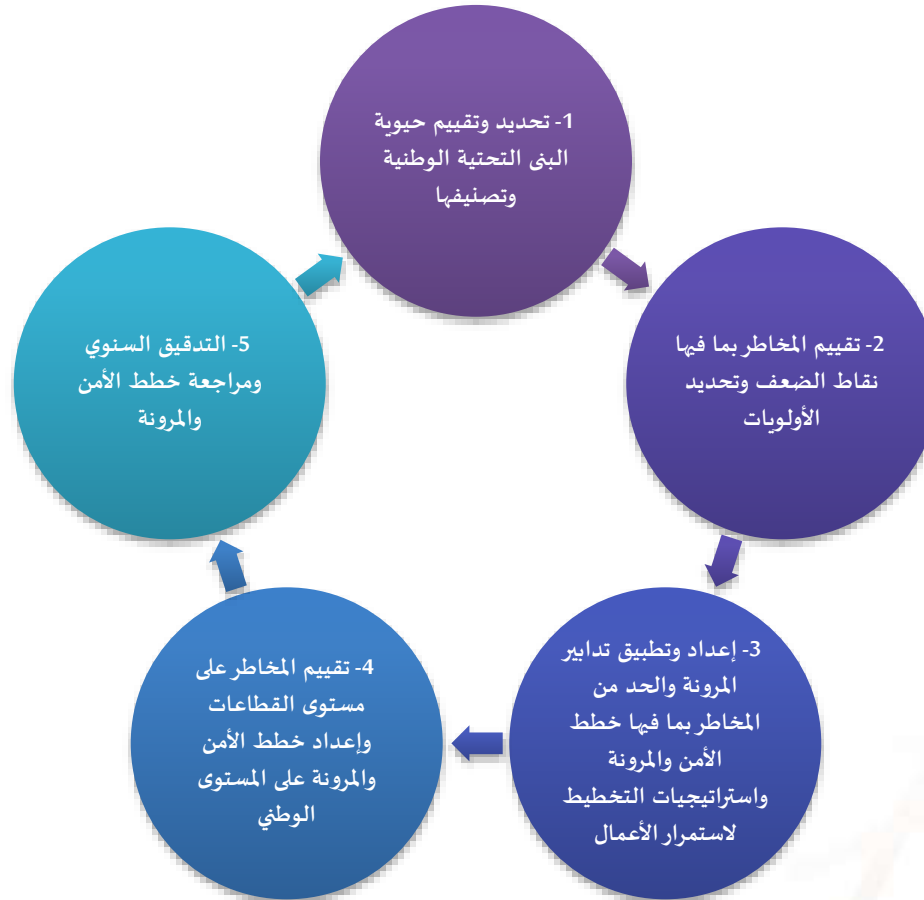 1- تحديد وتقييم حيوية
البنى التحتية الوطنية
وتصنيفها
2- تقييم المخاطر بما فيها
نقاط الضعف وتحديد
الأولويات
3- إعداد وتطبيق تدابير
المرونة والحد من
المخاطر بما فيها خطط
الأمن والمرونة
واستراتيجيات التخطيط
لاستمرار الأعمال
4- تقييم المخاطر على
مستوى القطاعات
وإعداد خطط الأمن
والمرونة على المستوى
الوطني
5- التدقيق السنوي
ومراجعة خطط الأمن
والمرونة